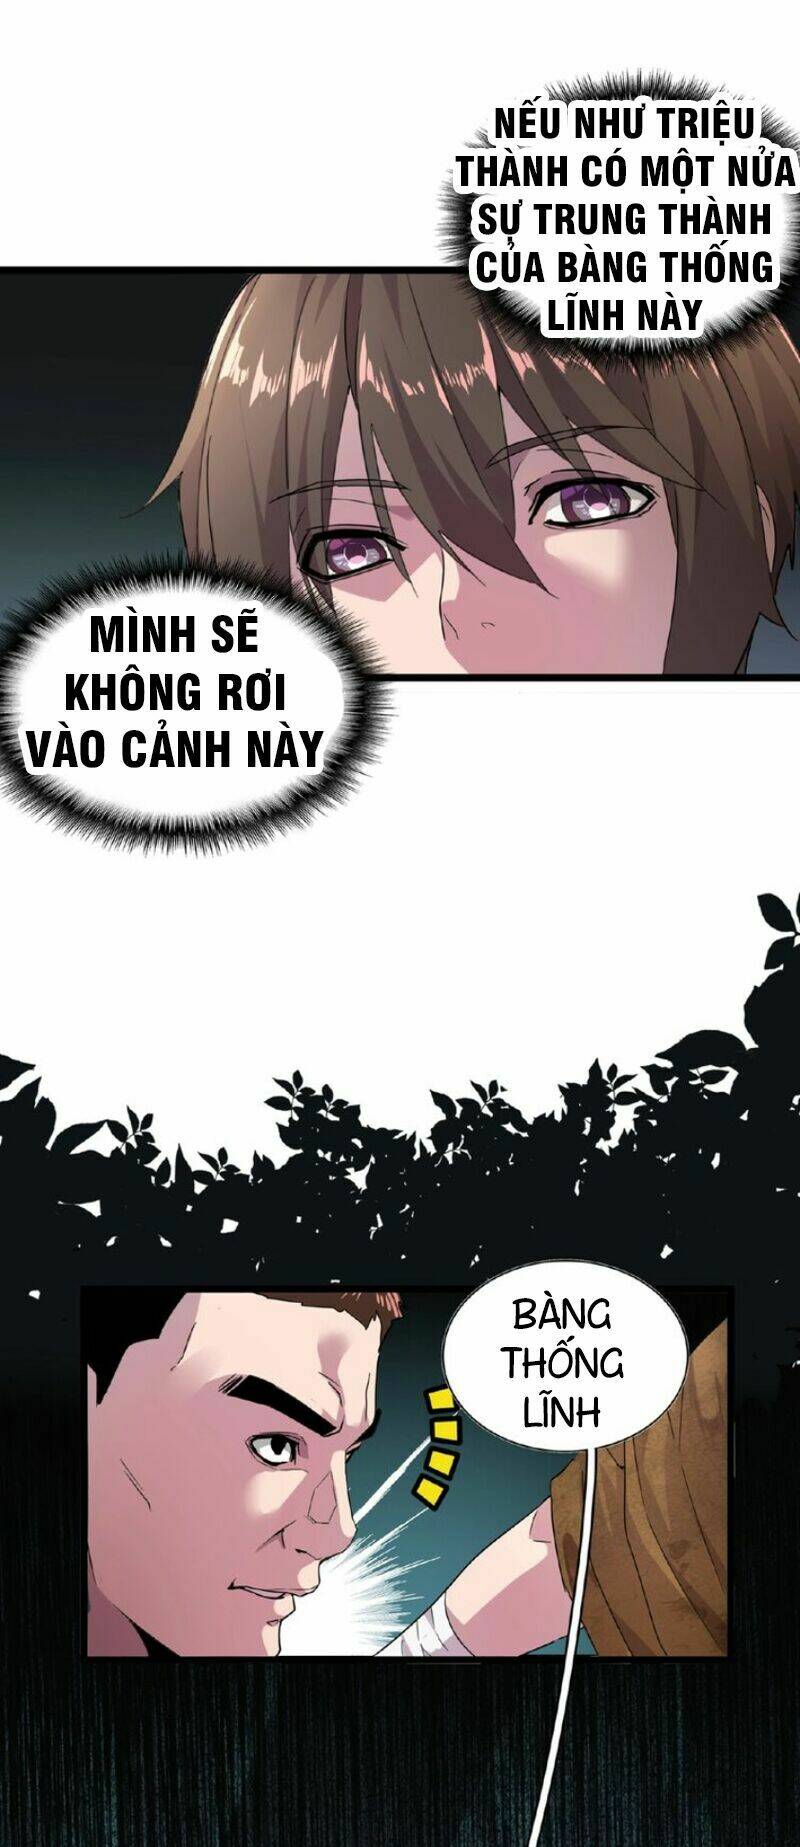 NẾU NHƯ TRIỆU
THÀNH CÓ MỘT NỬA
SỰ TRUNG THÀNH
CỦA BÀNG THỐNG
LĨNH NÀY
MÌNH SẼ
KHÔNG RƠI
VÀO CẢNH NÀY
BÀNG
THỐNG
LĨNH